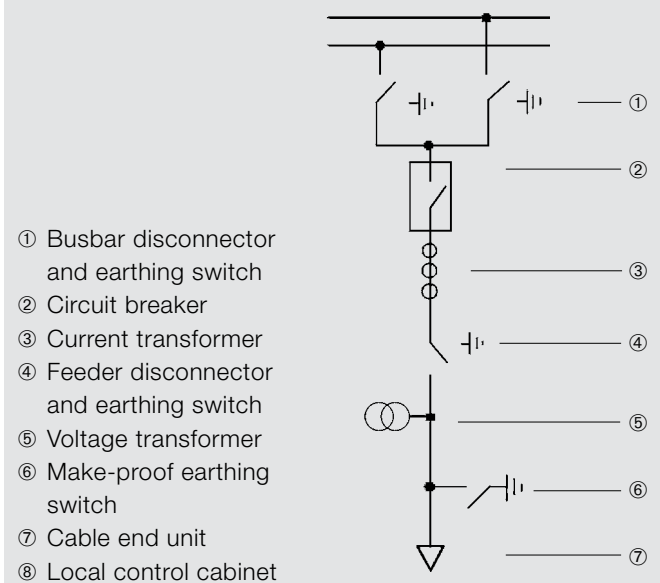 ① Busbar disconnector
and earthing switch
② Circuit breaker
③ Current transformer
④ Feeder disconnector
and earthing switch
⑤ Voltage transformer
⑥ Make-proof earthing
switch
⑦ Cable end unit
⑧ Local control cabinet
①
②
③
④
⑤
⑥
⑦